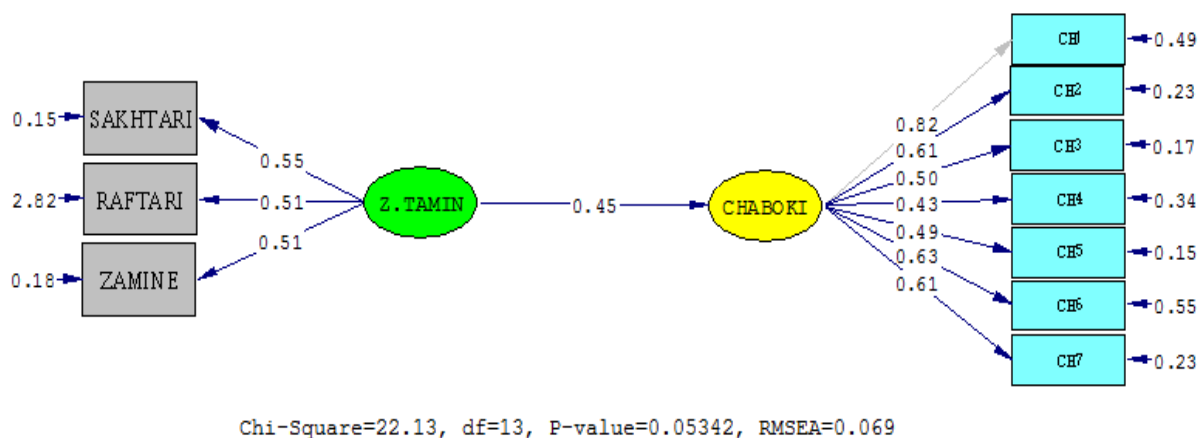 CH1
0.49
CH2
0.23
0.15
SAKHTARI
0.82
0.61
CH3
0.17
0.55
0.50
2.82
RAFTARI
0.51
Z.TAMIN
0.45
CHABOKI
0.43
CH4
0.34
0.51
0.49
CH5
0.15
0.18
ZAMINE
0.63
0.61
CH6
0.55
CH7
0.23
Chi-Square=22.13, df=13, P-value=0.05342, RMSEA=0.069